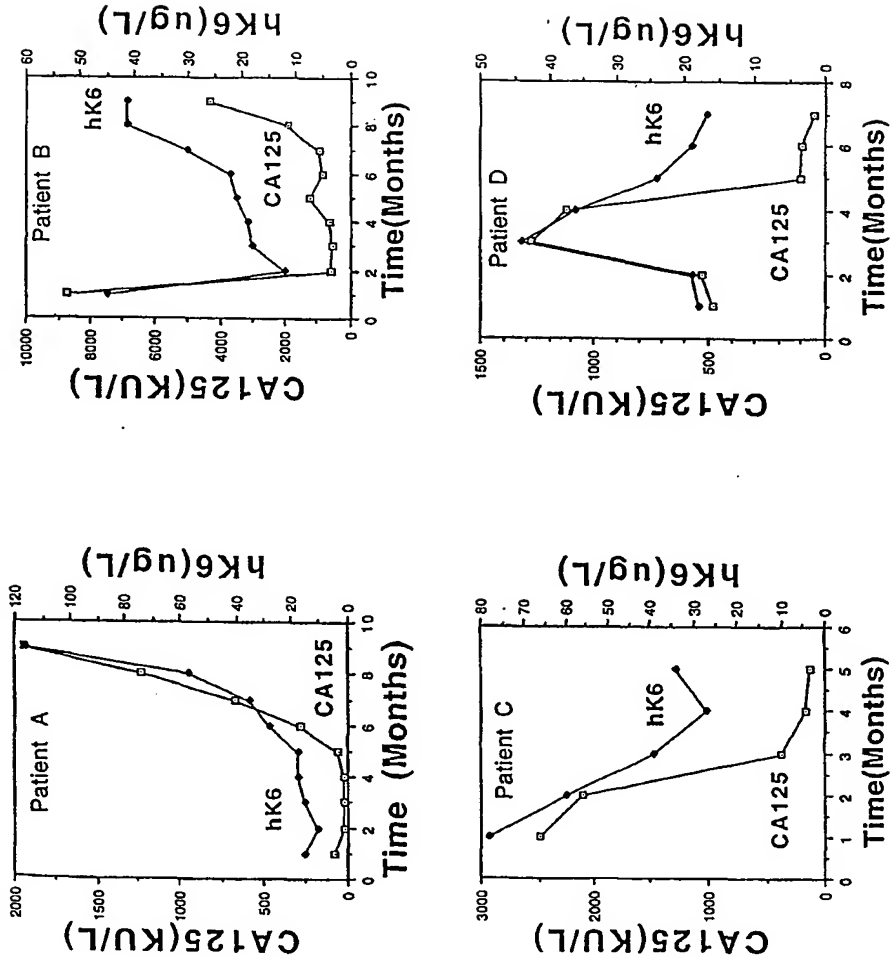 Patient A
CA125(KU/L)
2000
1500
1000
500
0
hK6
CA125
0 2 4 6 8 10
Time (Months)
120
100
80
60
40
20
0
hK6(ug/L)
Patient B
CA125(KU/L)
10000
8000
6000
4000
2000
0
hK6
CA125
0 2 4 6 8 10
Time(Months)
60
50
40
30
20
10
0
hK6(ug/L)
Patient C
CA125(KU/L)
3000
2000
1000
0
hK6
CA125
0 1 2 3 4 5 6
Time(Months)
80
70
60
50
40
30
20
10
0
hK6(ug/L)
Patient D
CA125(KU/L)
1500
1000
500
0
hK6
CA125
0 2 4 6 8
Time(Months)
50
40
30
20
10
0
hK6(ug/L)